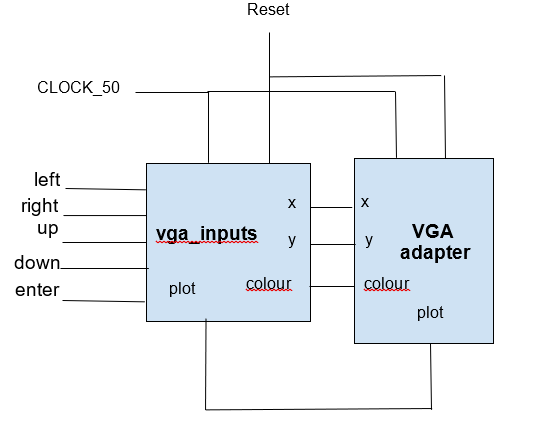 Reset
CLOCK_50
left
right
up
down
enter
vga_inputs
x
y
colour
plot
x
y
colour
VGA
adapter
plot